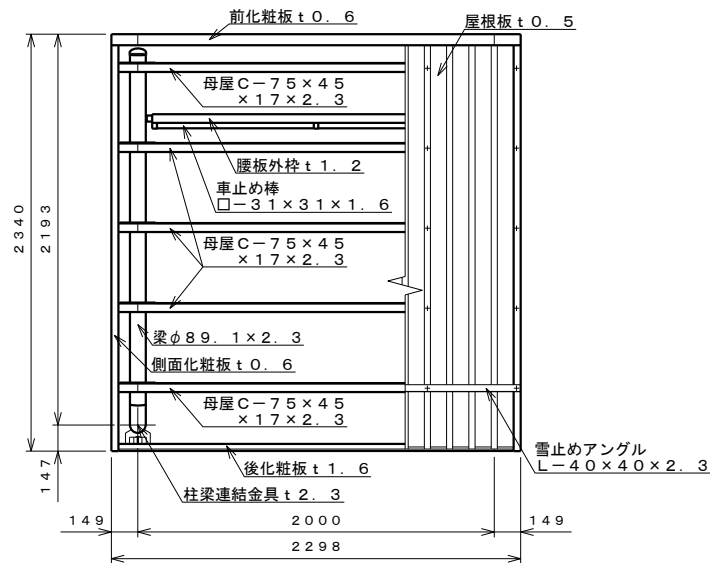 前化粧板ｔ０．６
屋根板ｔ０．５
母屋Ｃ－７５×４５
×１７×２．３
腰板外枠ｔ１．２
車止め棒
□－３１×３１×１．６
母屋Ｃ－７５×４５
×１７×２．３
２３４０
２１９３
梁φ８９．１×２．３
側面化粧板ｔ０．６
母屋Ｃ－７５×４５
×１７×２．３
雪止めアングル
Ｌ－４０×４０×２．３
１４７
後化粧板ｔ１．６
柱梁連結金具ｔ２．３
１４９
２０００
１４９
２２９８